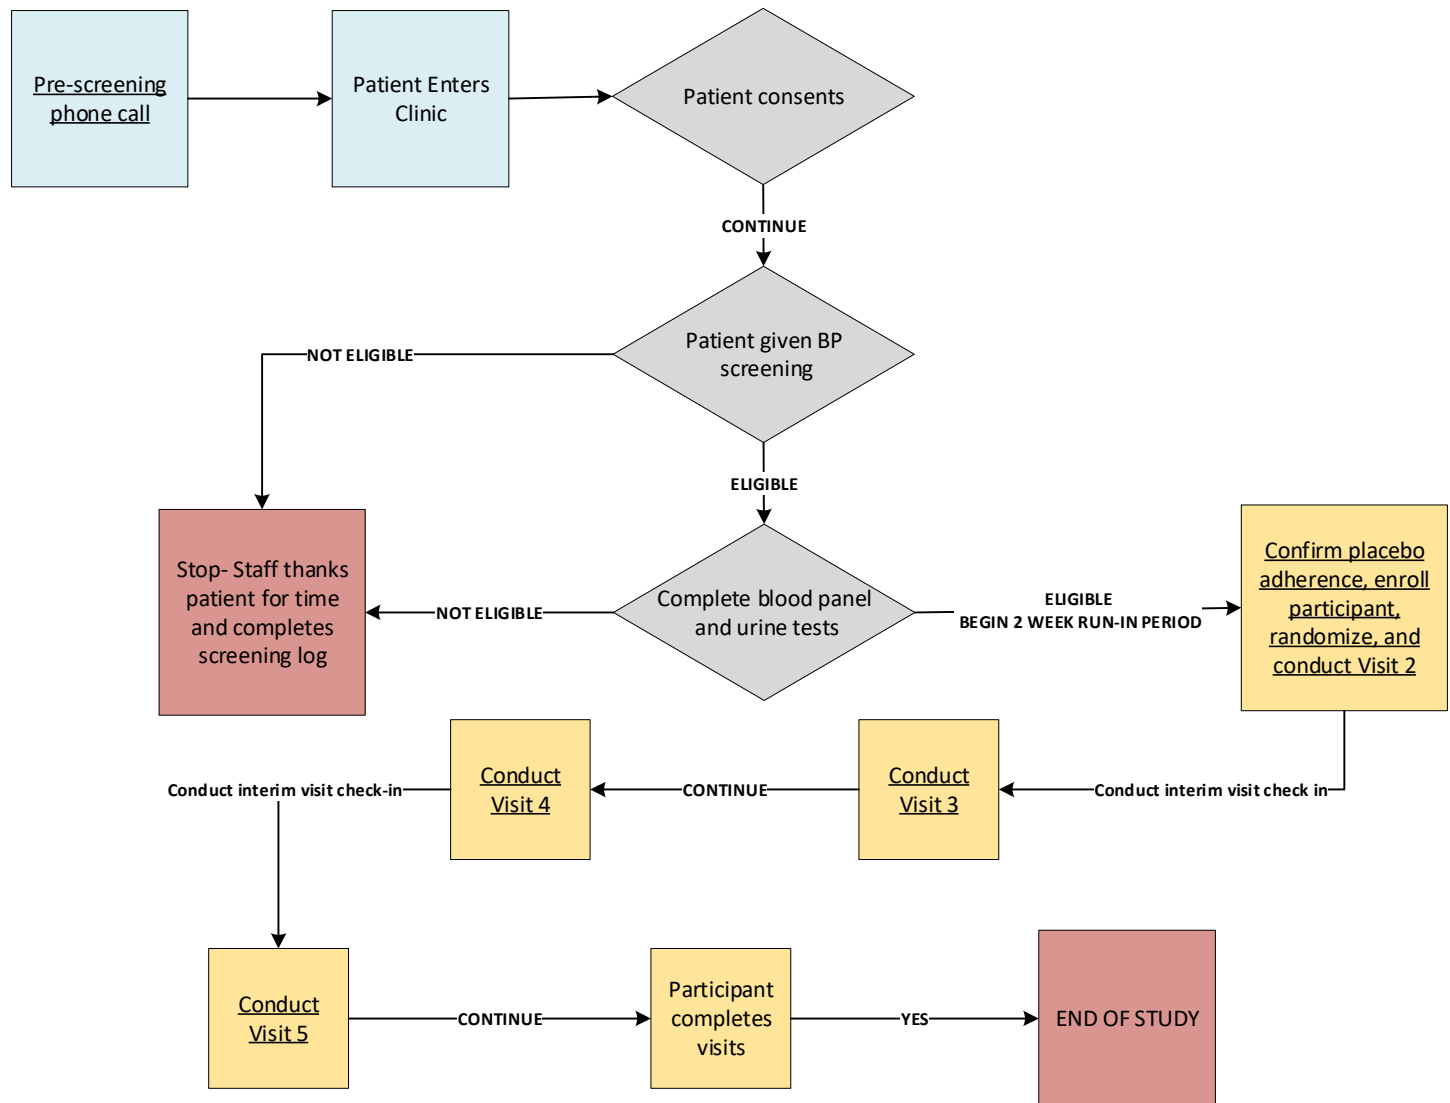 Pre-screening
phone call
Patient Enters
Clinic
Patient consents
CONTINUE
Patient given BP
screening
NOT ELIGIBLE
ELIGIBLE
Stop- Staff thanks
patient for time
and completes
screening log
NOT ELIGIBLE
Complete blood panel
and urine tests
ELIGIBLE
BEGIN 2 WEEK RUN-IN PERIOD
Confirm placebo
adherence, enroll
participant,
randomize, and
conduct Visit 2
Conduct interim visit check in
Conduct
Visit 3
CONTINUE
Conduct
Visit 4
Conduct interim visit check-in
Conduct
Visit 5
CONTINUE
Participant
completes
visits
YES
END OF STUDY